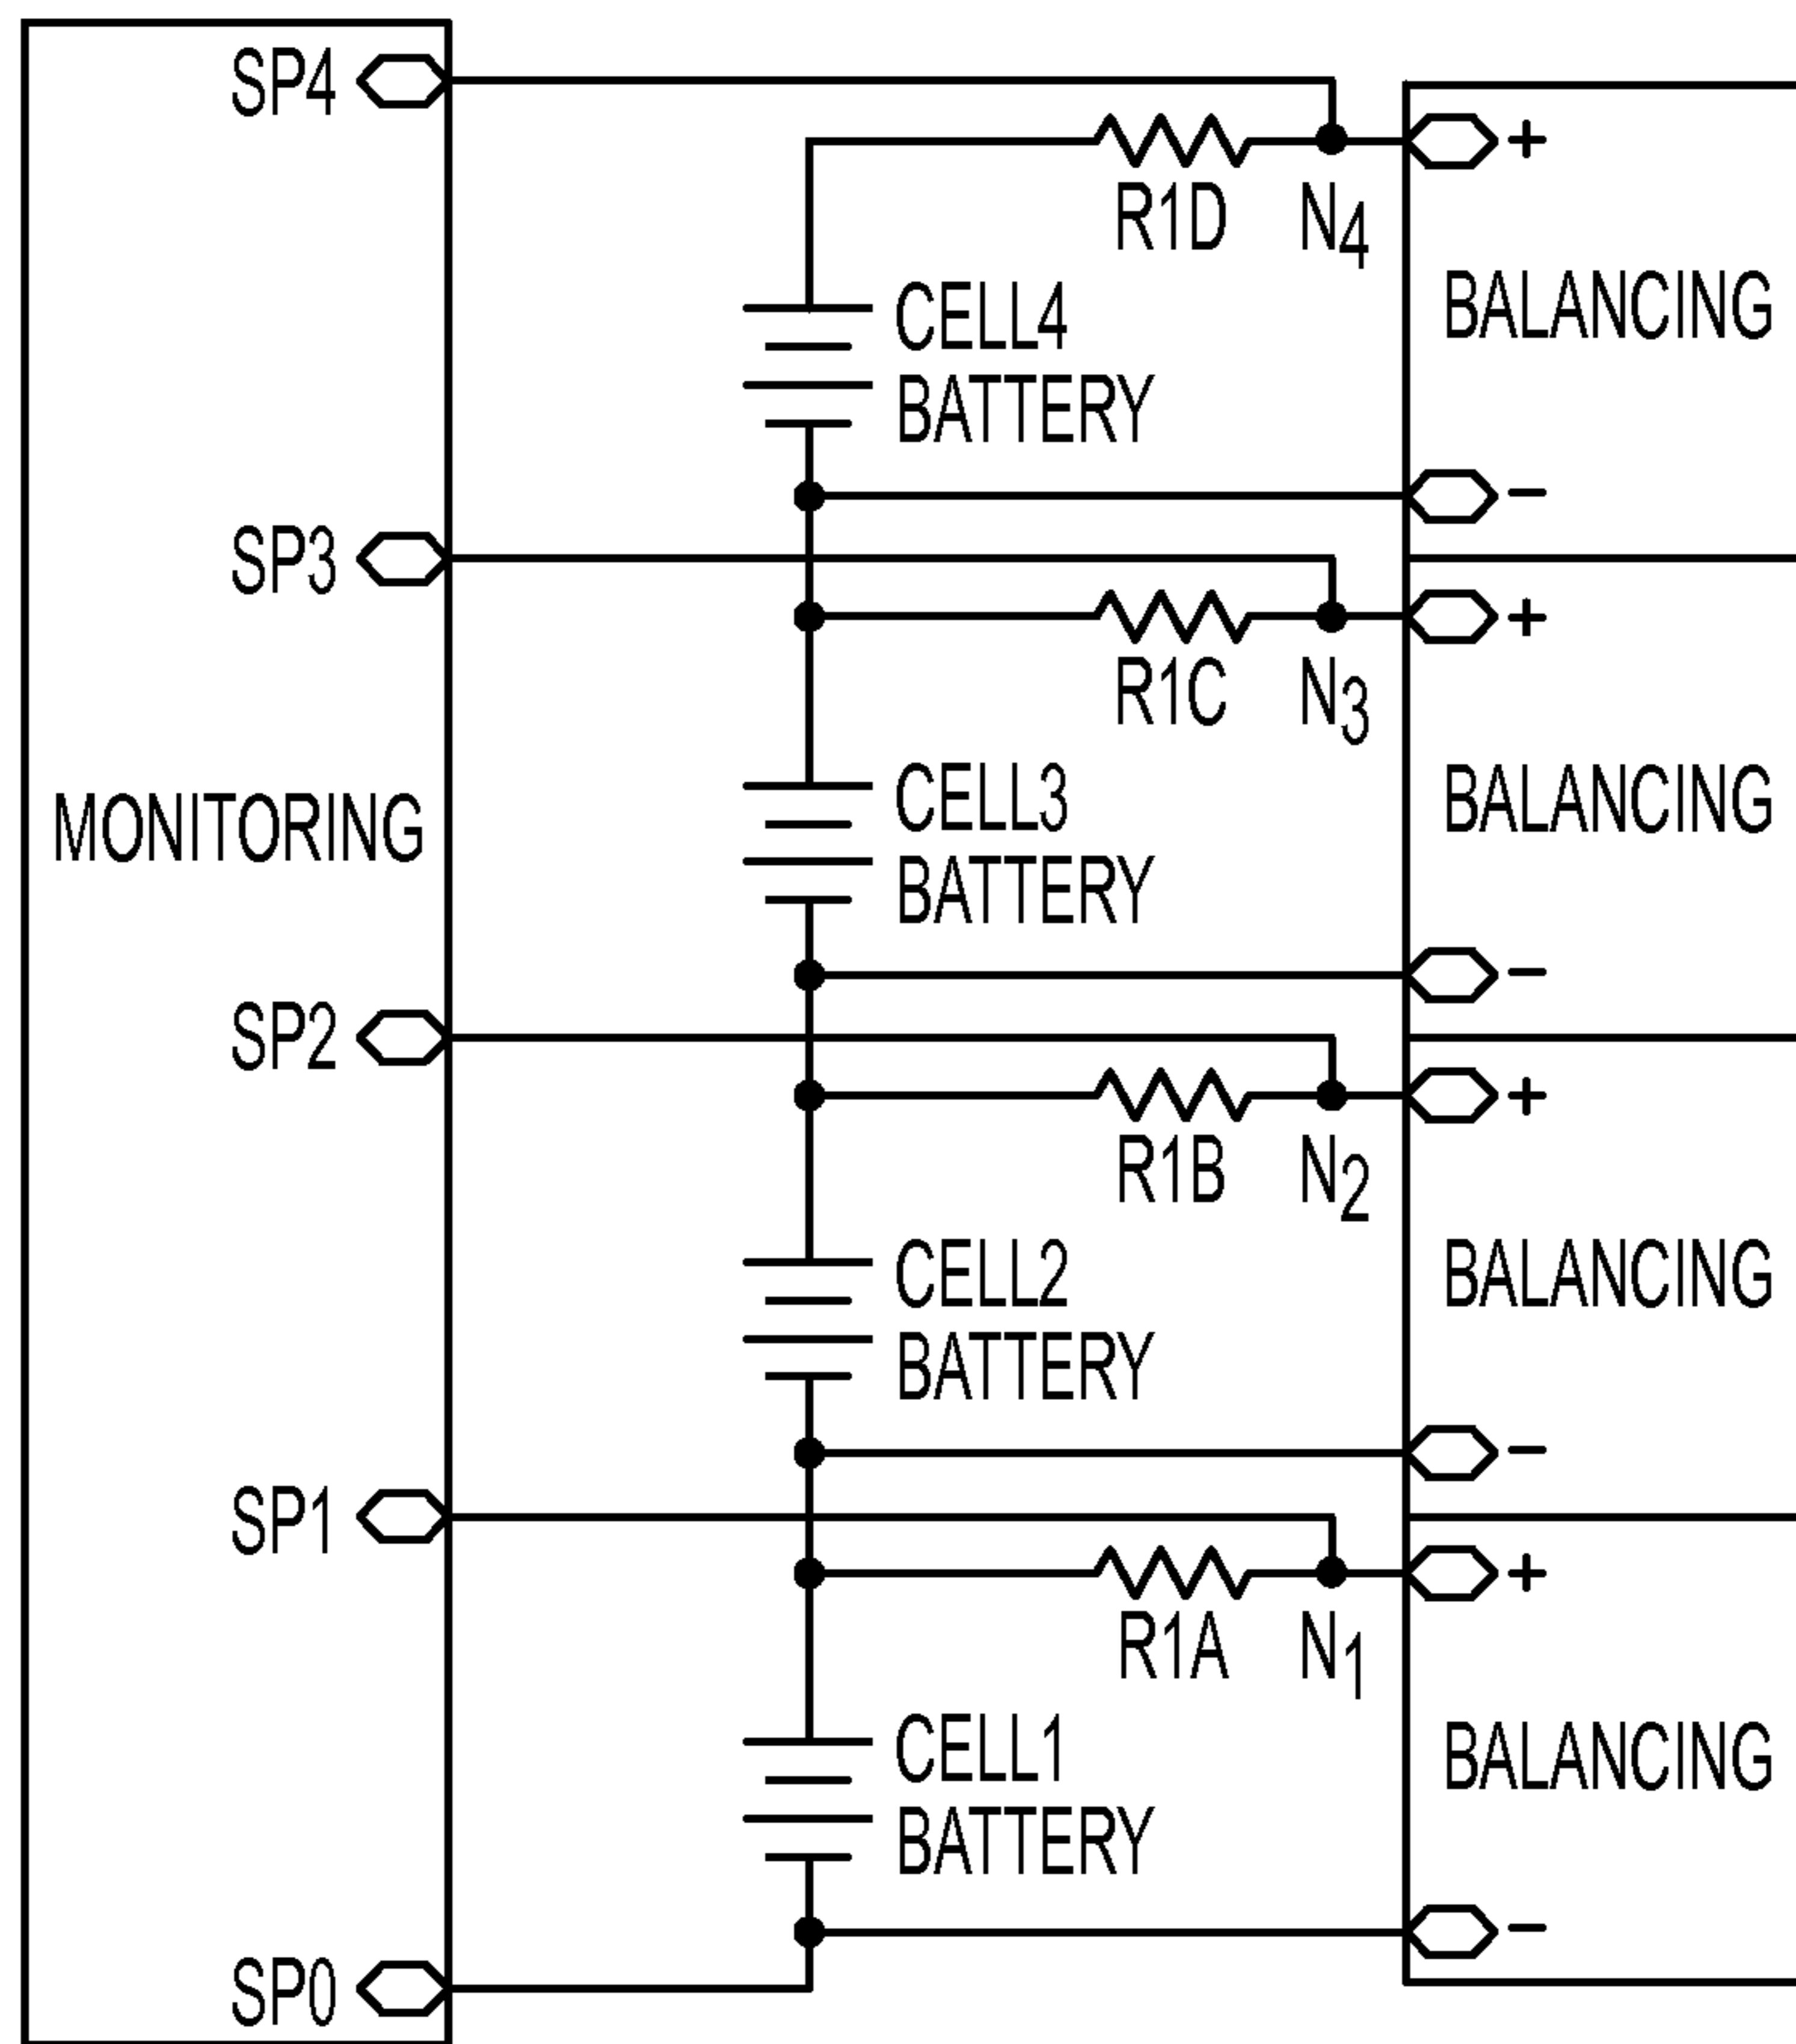 SP4
+
R1D
N4
CELL4
BATTERY
BALANCING
−
SP3
+
R1C
N3
MONITORING
CELL3
BATTERY
BALANCING
−
SP2
+
R1B
N2
CELL2
BATTERY
BALANCING
−
SP1
+
R1A
N1
CELL1
BATTERY
BALANCING
−
SP0